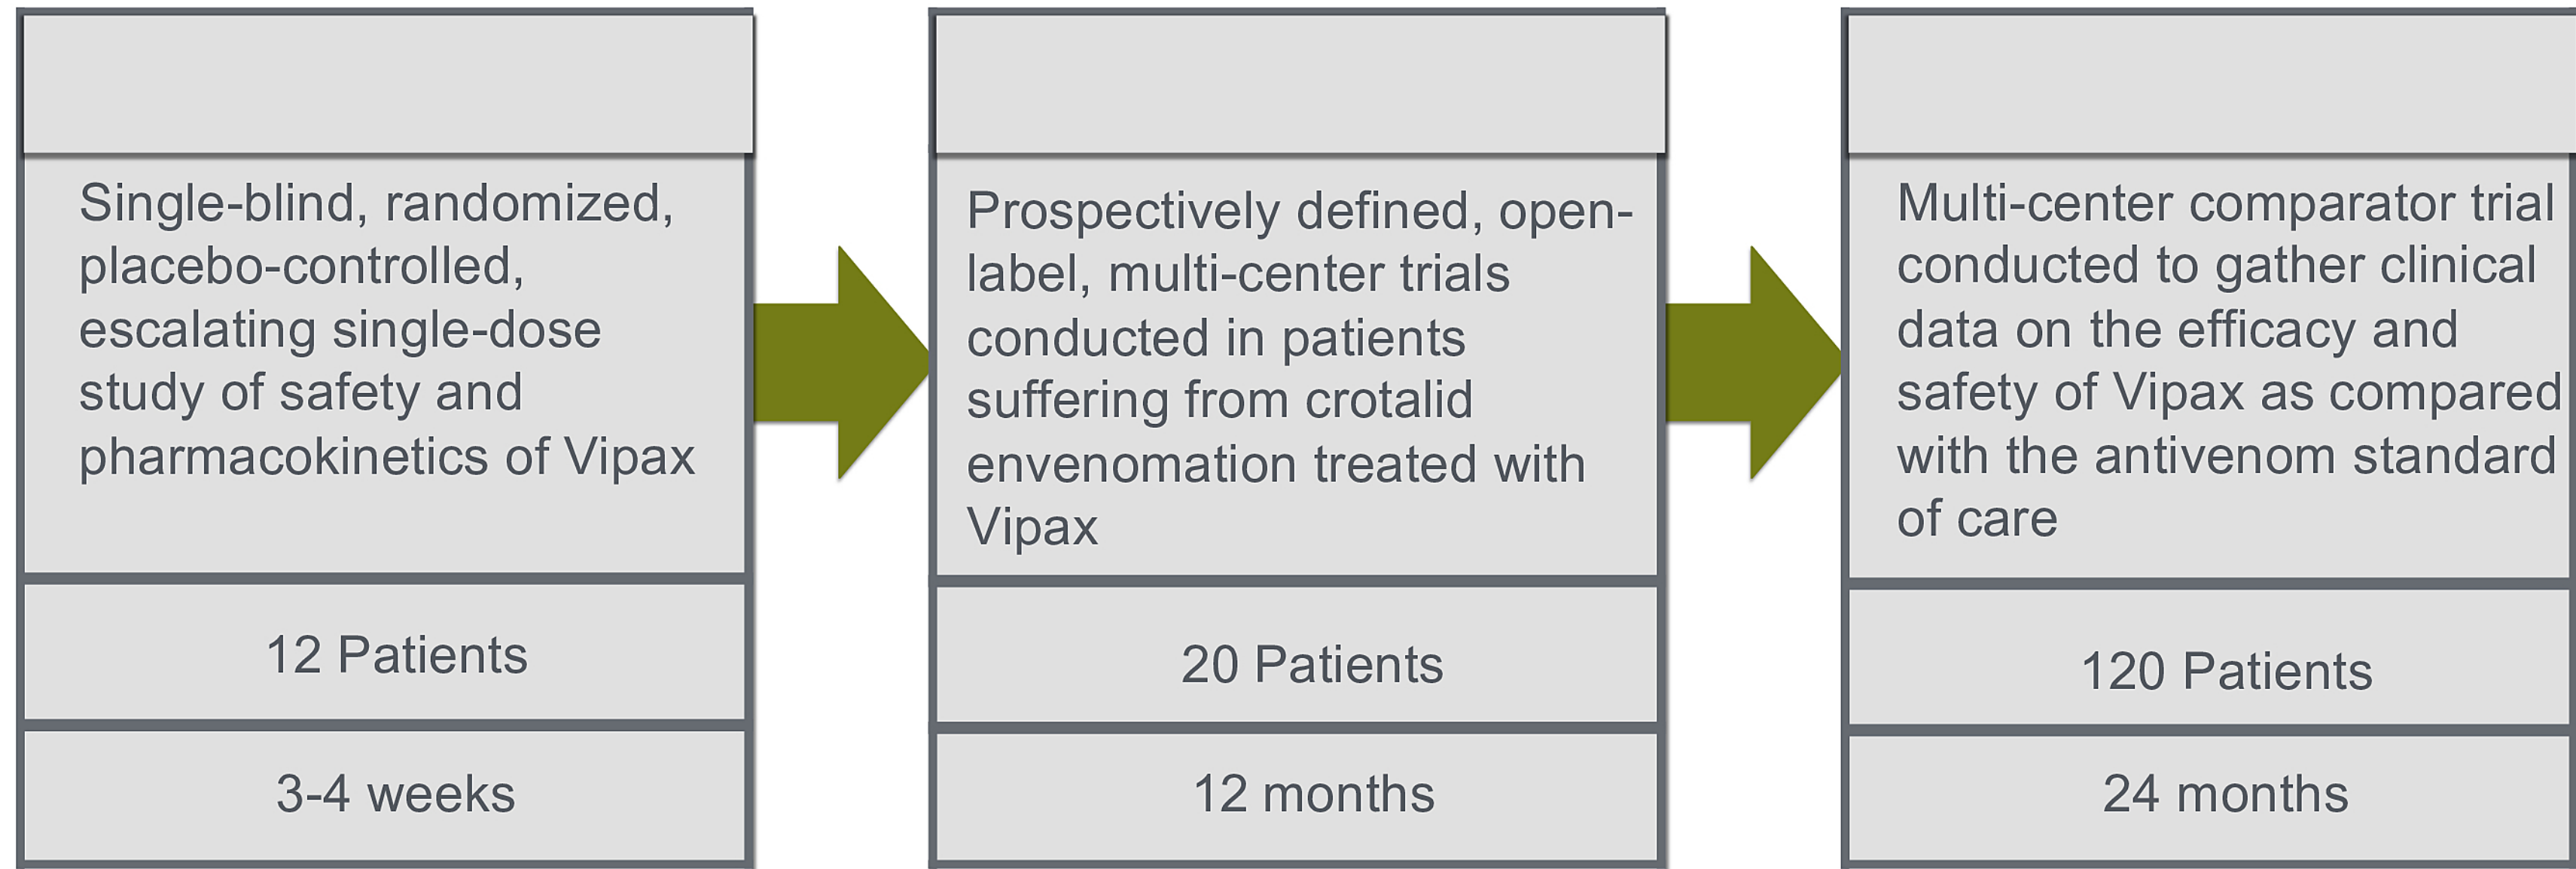 Single-blind, randomized,
placebo-controlled,
escalating single-dose
study of safety and
pharmacokinetics of Vipax
12 Patients
3-4 weeks
Prospectively defined, open-
label, multi-center trials
conducted in patients
suffering from crotalid
envenomation treated with
Vipax
20 Patients
12 months
Multi-center comparator trial
conducted to gather clinical
data on the efficacy and
safety of Vipax as compared
with the antivenom standard
of care
120 Patients
24 months